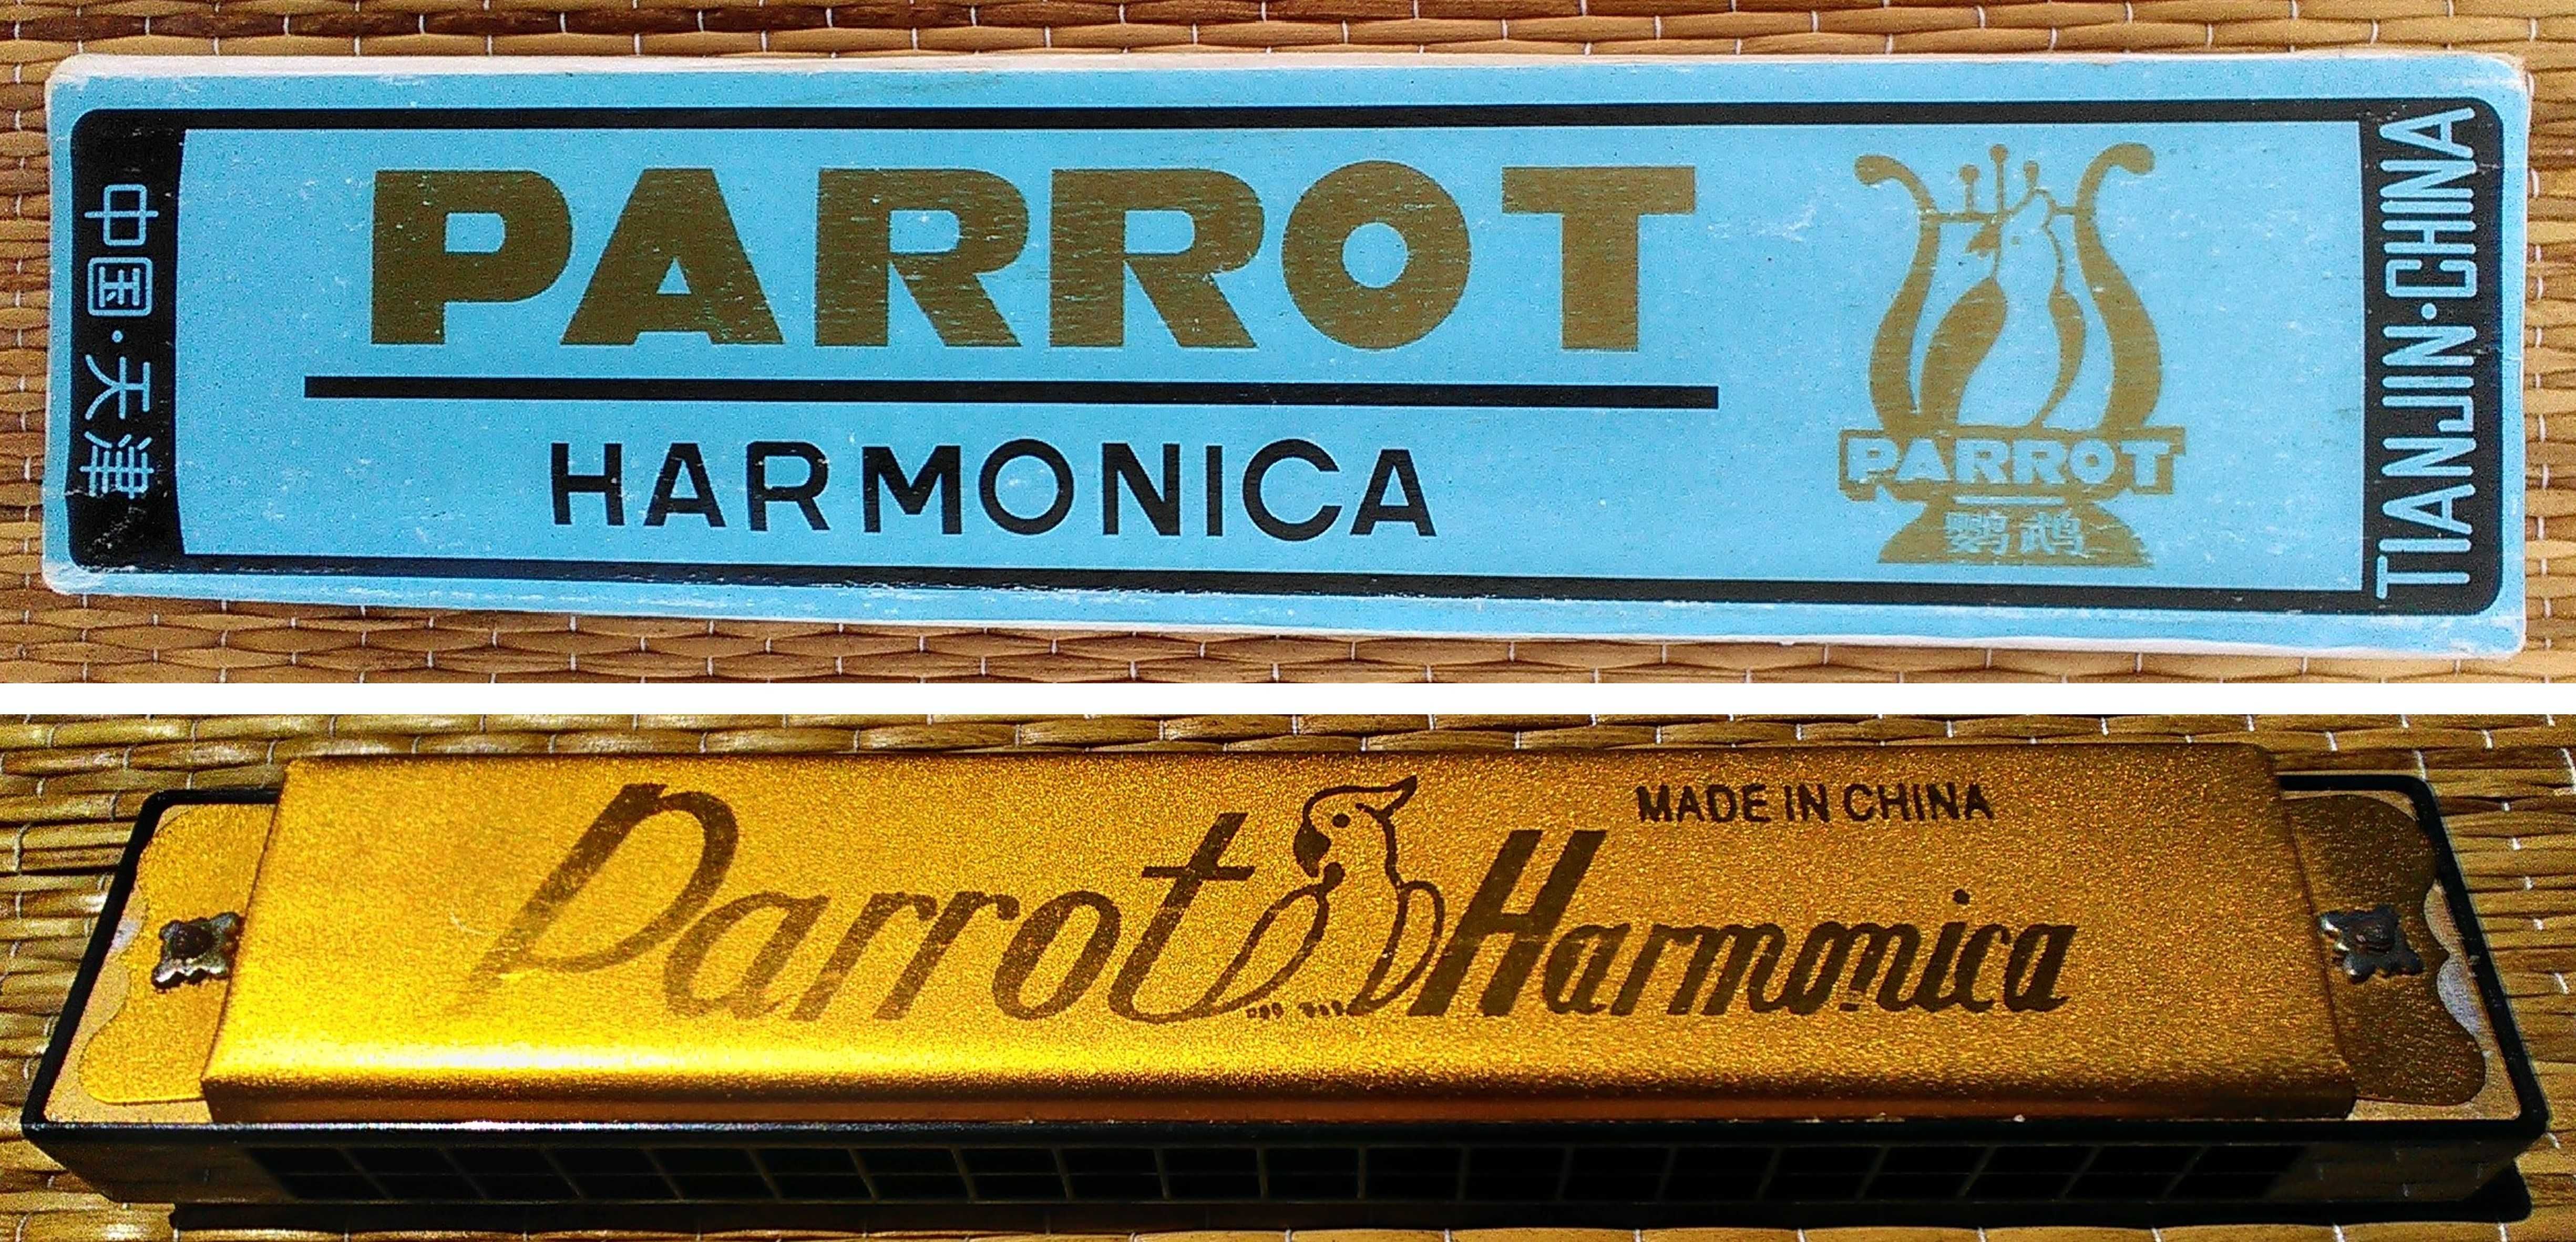 中国·天津
PARROT
HARMONICA
PARROT
鹦鹉
TIANJIN·CHINA
MADE IN CHINA
Parrot Harmonica